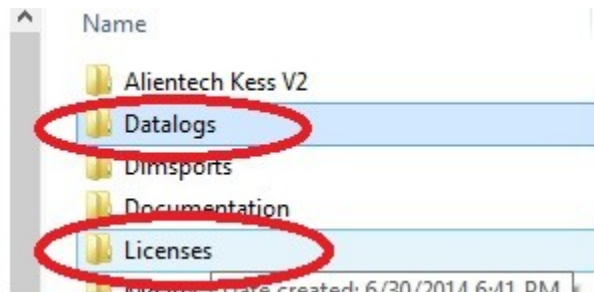 Name
Alientech Kess V2
Datalogs
Dimsports
Documentation
Licenses
Date created: 6/30/2014 6:41 PM